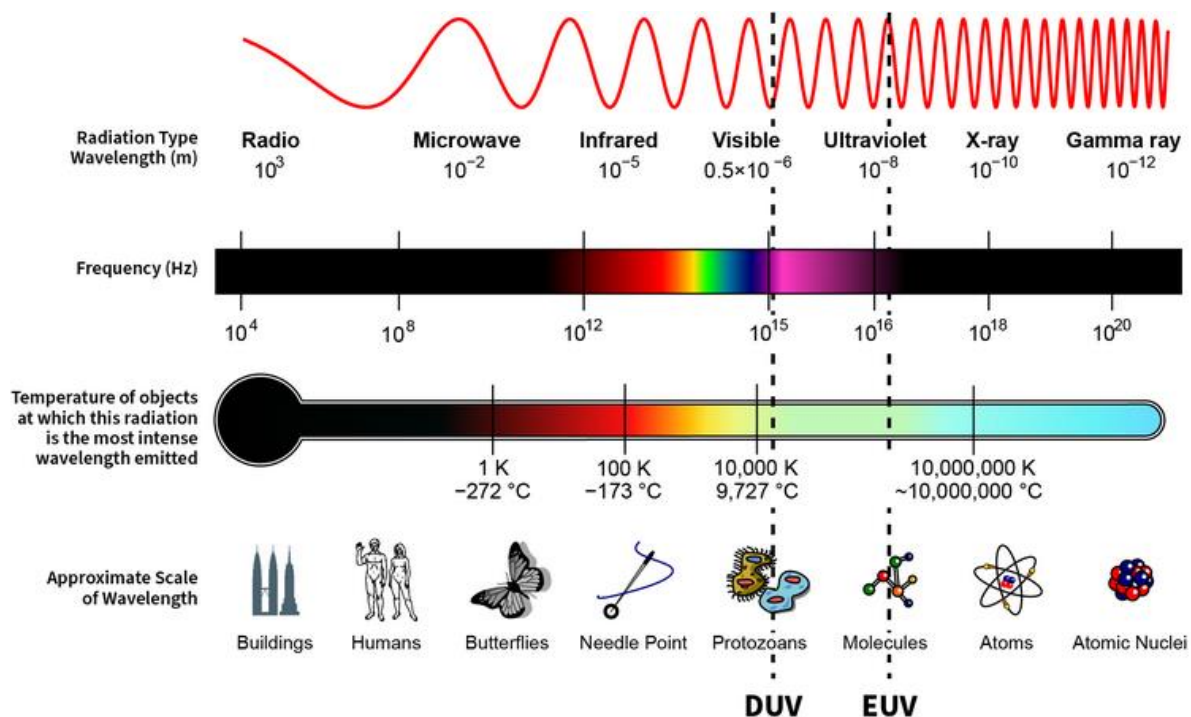 Radiation Type
Wavelength (m)
Radio
10³
Microwave
10⁻²
Infrared
10⁻⁵
Visible
0.5×10⁻⁶
Ultraviolet
10⁻⁸
X-ray
10⁻¹⁰
Gamma ray
10⁻¹²
Frequency (Hz)
10⁴
10⁸
10¹²
10¹⁵
10¹⁶
10¹⁸
10²⁰
Temperature of objects
at which this radiation
is the most intense
wavelength emitted
1 K
−272 °C
100 K
−173 °C
10,000 K
9,727 °C
10,000,000 K
~10,000,000 °C
Approximate Scale
of Wavelength
Buildings
Humans
Butterflies
Needle Point
Protozoans
Molecules
Atoms
Atomic Nuclei
DUV
EUV